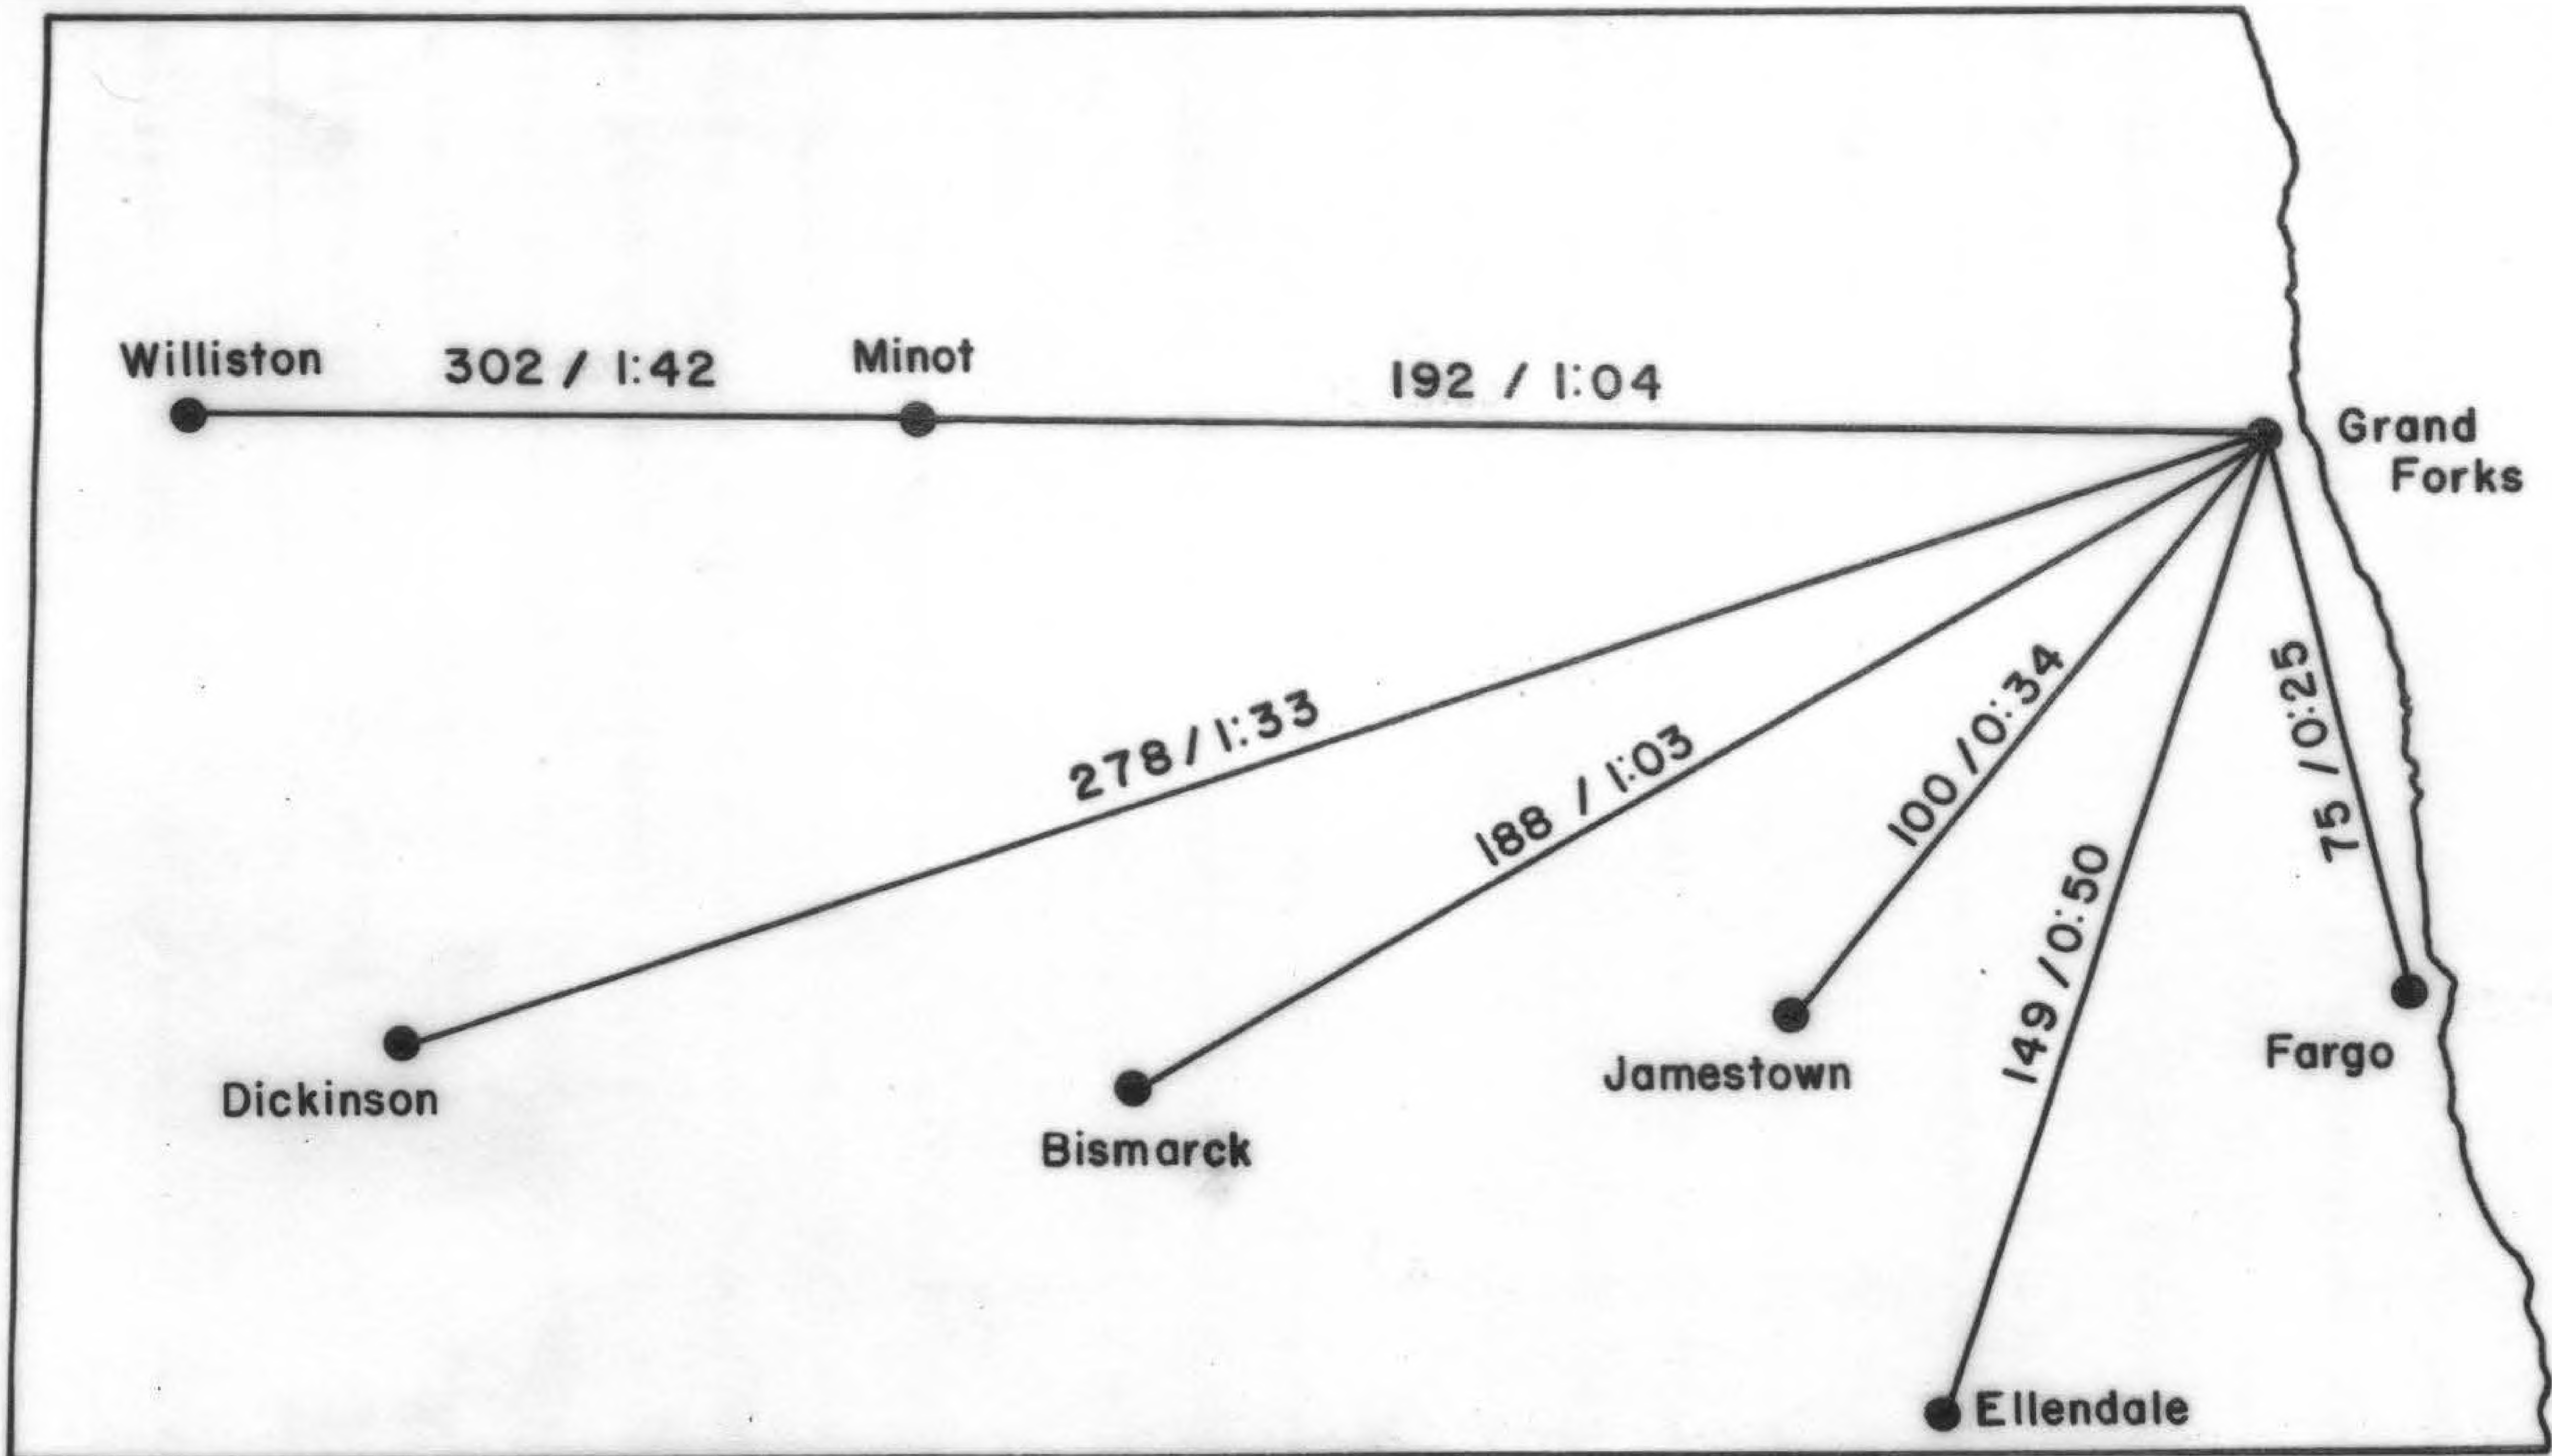 Williston
302 / 1:42
Minot
192 / 1:04
Grand
Forks
278 / 1:33
188 / 1:03
100 / 0:34
149 / 0:50
75 / 0:25
Dickinson
Bismarck
Jamestown
Fargo
Ellendale